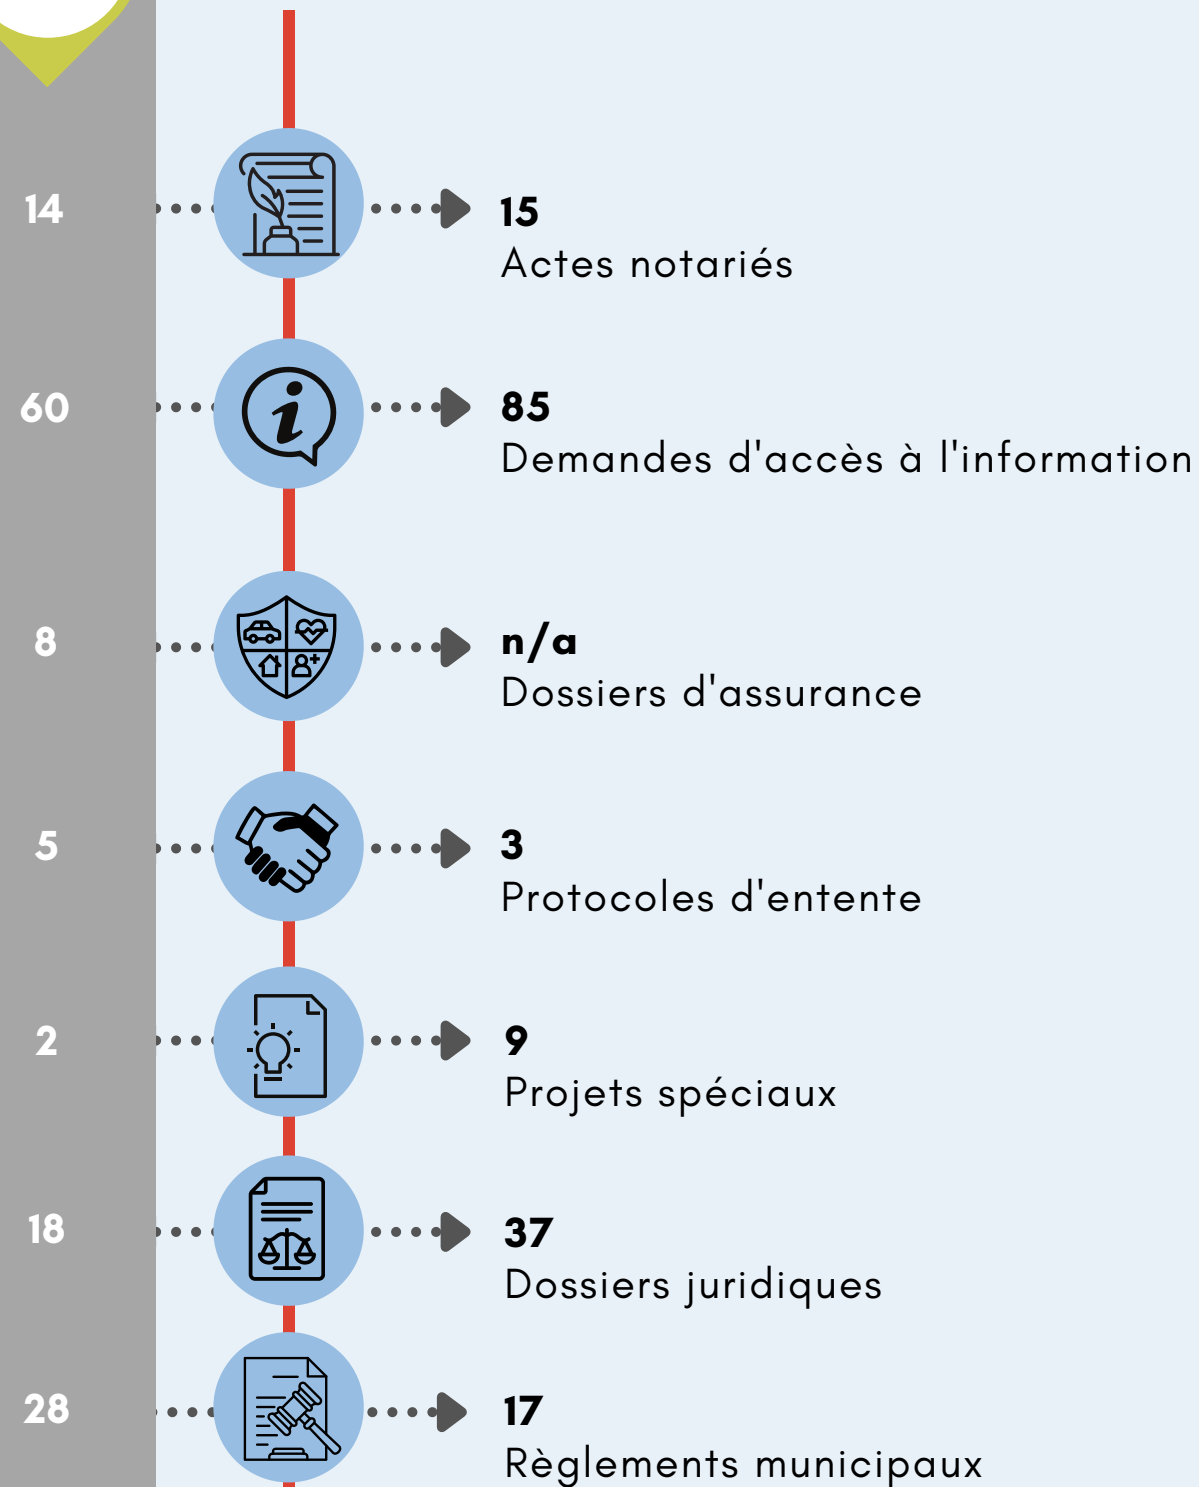 14
15
Actes notariés
60
85
Demandes d'accès à l'information
8
n/a
Dossiers d'assurance
5
3
Protocoles d'entente
2
9
Projets spéciaux
18
37
Dossiers juridiques
28
17
Règlements municipaux